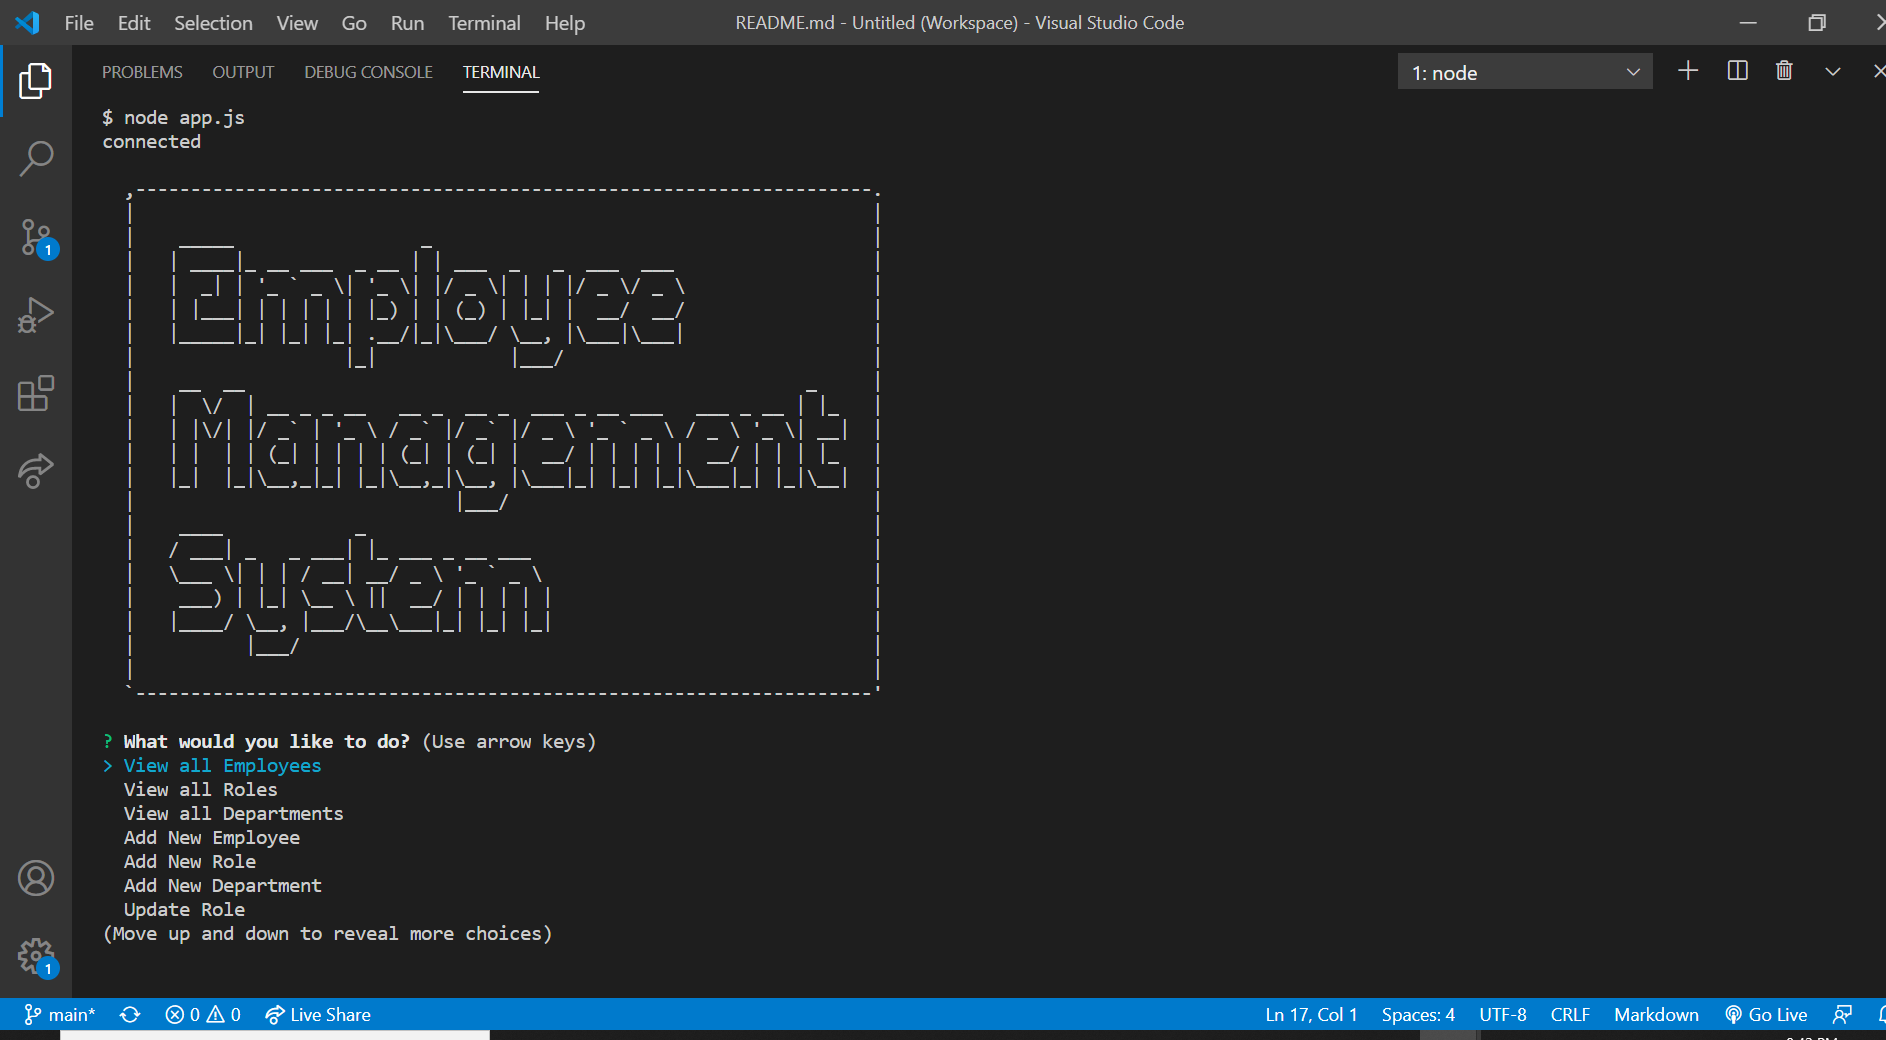 File Edit Selection View Go Run Terminal Help README.md - Untitled (Workspace) - Visual Studio Code
PROBLEMS OUTPUT DEBUG CONSOLE TERMINAL 1: node
$ node app.js
connected
Employee
Management
System
? What would you like to do? (Use arrow keys)
> View all Employees
View all Roles
View all Departments
Add New Employee
Add New Role
Add New Department
Update Role
(Move up and down to reveal more choices)
1
1
main* 0 0 Live Share Ln 17, Col 1 Spaces: 4 UTF-8 CRLF Markdown Go Live